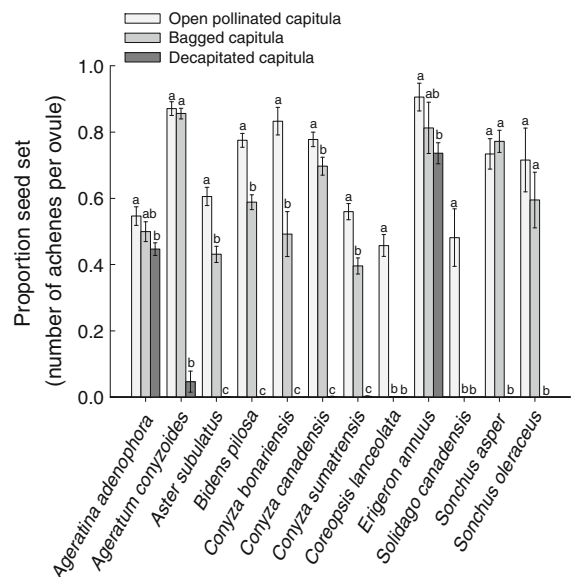 Open pollinated capitula
Bagged capitula
Decapitated capitula
Proportion seed set
(number of achenes per ovule)
1.0
0.8
0.6
0.4
0.2
0.0
a ab b
a a b
a b c
a b c
a b c
a b c
a b c
a b b
a ab b
a b b
a a b
a a b
Ageratina adenophora
Ageratum conyzoides
Aster subulatus
Bidens pilosa
Conyza bonariensis
Conyza canadensis
Conyza sumatrensis
Coreopsis lanceolata
Erigeron annuus
Solidago canadensis
Sonchus asper
Sonchus oleraceus